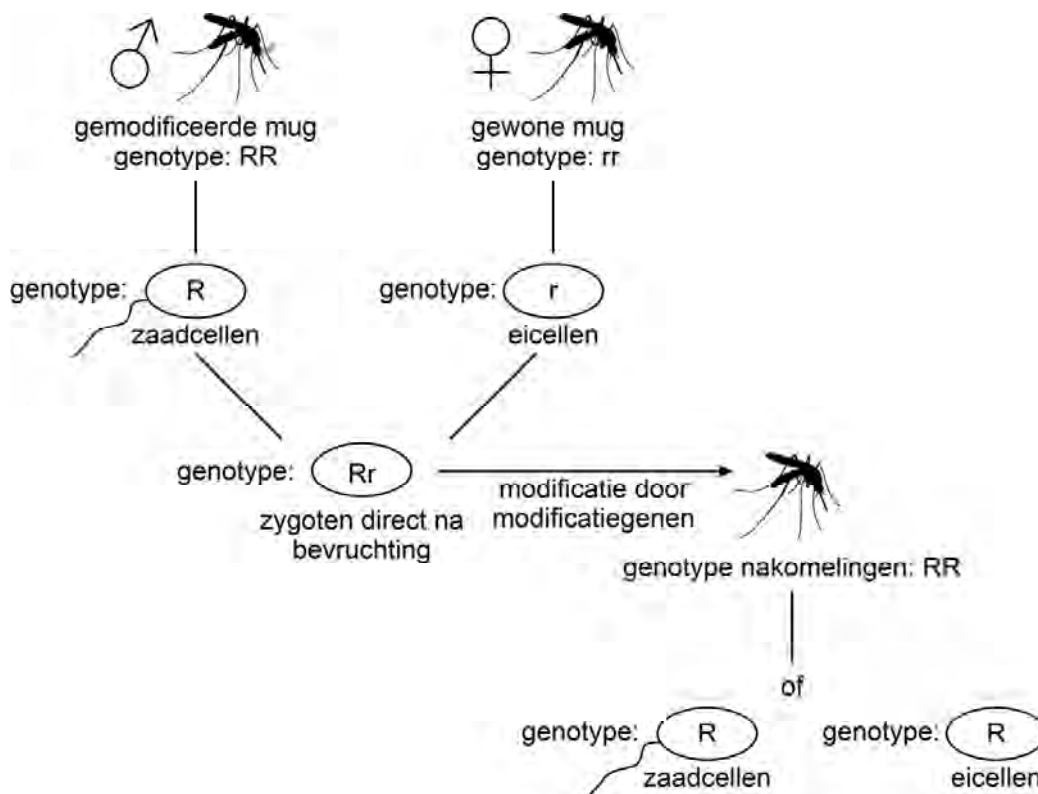 gemodificeerde mug
genotype: RR
gewone mug
genotype: rr
genotype: R
zaadcellen
genotype: r
eicellen
genotype: Rr
zygoten direct na
bevruchting
modificatie door
modificatiegenen
genotype nakomelingen: RR
of
genotype: R
zaadcellen
genotype: R
eicellen